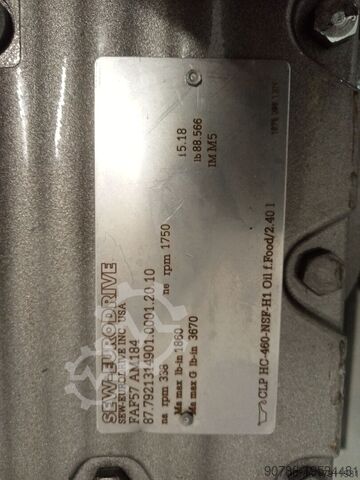 SEW-EURODRIVE
SEW-EURODRIVE INC. USA
FAF57 AM184
87.7921314901.0001.20 10
na rpm 338 ne rpm 1750
i 5.18
Ma max lb-in 1860
lb 88.566
Ma max G lb-in 3670
IM M5
CLP HC-460-NSF-H1 Oil f.Food/2.40 l